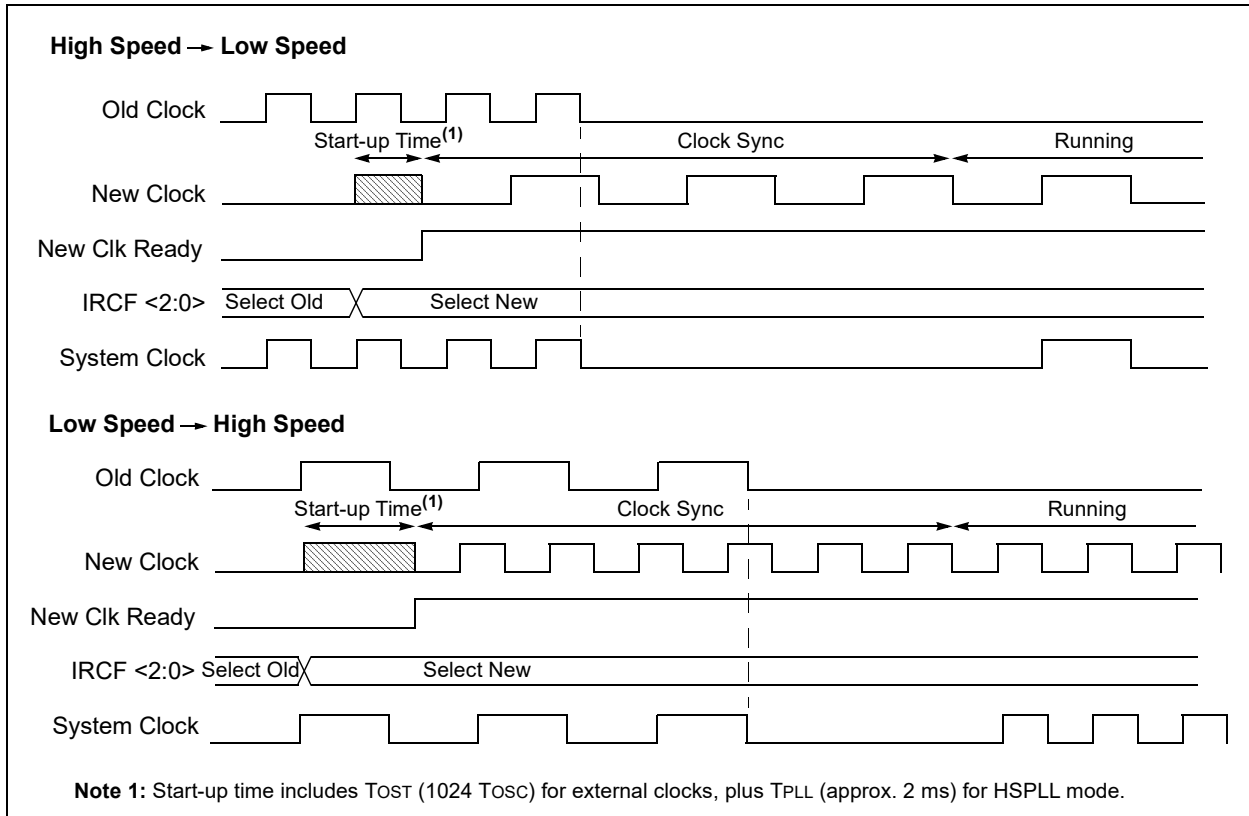 High Speed → Low Speed
Old Clock
Start-up Time(1) Clock Sync Running
New Clock
New Clk Ready
IRCF <2:0> Select Old Select New
System Clock
Low Speed → High Speed
Old Clock
Start-up Time(1) Clock Sync Running
New Clock
New Clk Ready
IRCF <2:0> Select Old Select New
System Clock
Note 1: Start-up time includes TOST (1024 TOSC) for external clocks, plus TPLL (approx. 2 ms) for HSPLL mode.